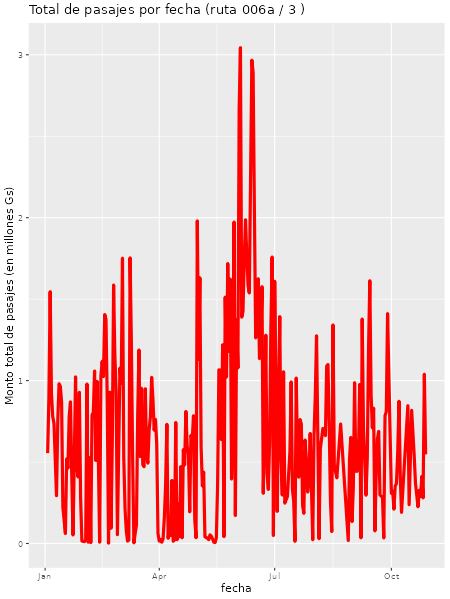 Total de pasajes por fecha (ruta 006a / 3 )
Monto total de pasajes (en millones Gs)
3
2
1
0
Jan Apr Jul Oct
fecha